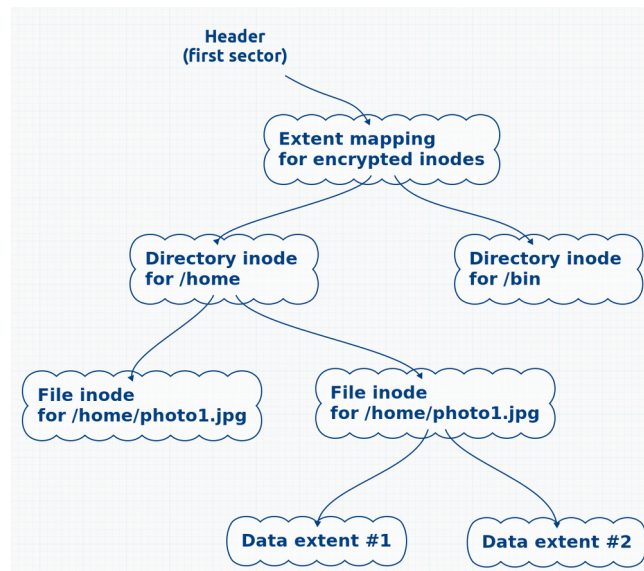 Header
(first sector)
Extent mapping
for encrypted inodes
Directory inode
for /home
Directory inode
for /bin
File inode
for /home/photo1.jpg
File inode
for /home/photo1.jpg
Data extent #1
Data extent #2